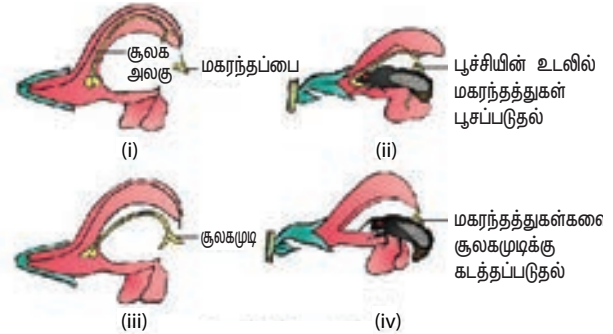 சூலக
அலகு
மகரந்தப்பை
(i)
பூச்சியின் உடலில்
மகரந்தத்துகள்
பூசப்படுதல்
(ii)
சூலகமுடி
(iii)
மகரந்தத்துகள்களை
சூலகமுடிக்கு
கடத்தப்படுதல்
(iv)